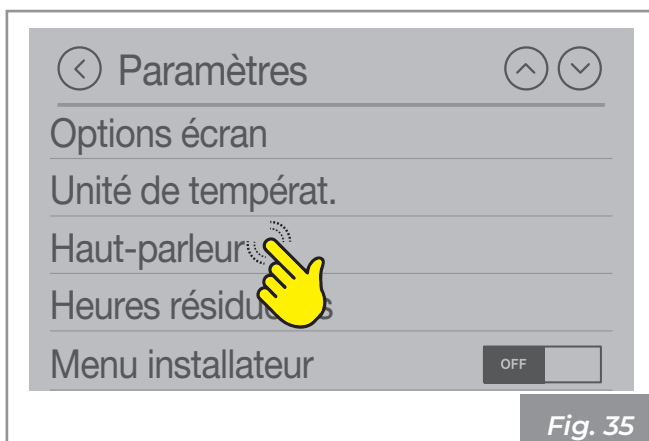 Paramètres
Options écran
Unité de températ.
Haut-parleur
Heures
Menu installateur
OFF
Fig. 35